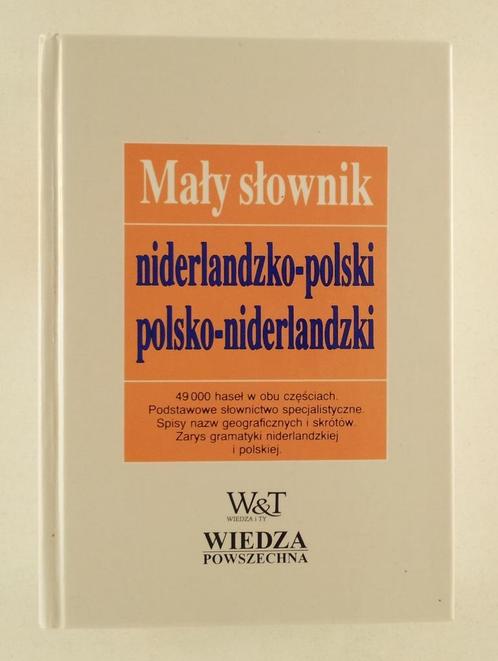 Mały słownik
niderlandzko-polski
polsko-niderlandzki
49 000 haseł w obu częściach.
Podstawowe słownictwo specjalistyczne.
Spisy nazw geograficznych i skrótów.
Zarys gramatyki niderlandzkiej
i polskiej.
W&T
WIEDZA i TY
WIEDZA
POWSZECHNA